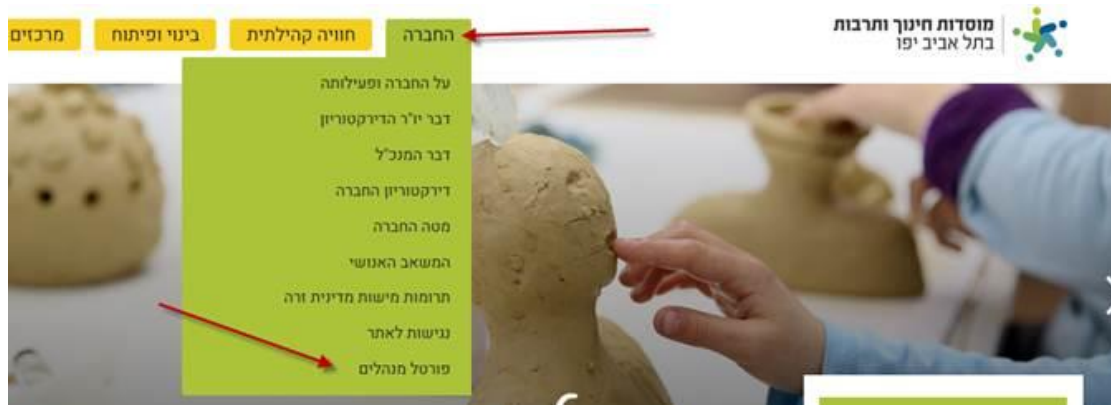 מוסדות חינוך ותרבות
בתל אביב יפו
החברה
חוויה קהילתית
בינוי ופיתוח
מרכזים
על החברה ופעילותה
דבר יו"ר הדירקטוריון
דבר המנכ"ל
דירקטוריון החברה
מטה החברה
המשאב האנושי
תרומות מישות מדינית זרה
נגישות לאתר
פורטל מנהלים